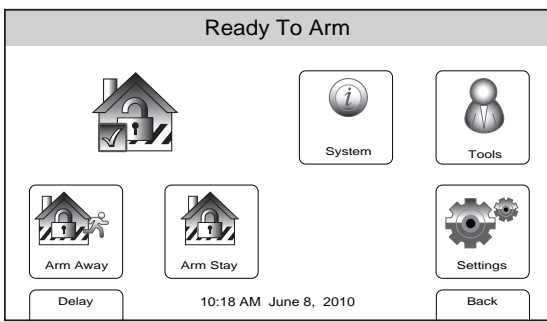 Ready To Arm
System
Tools
Arm Away
Arm Stay
Settings
Delay
10:18 AM June 8, 2010
Back